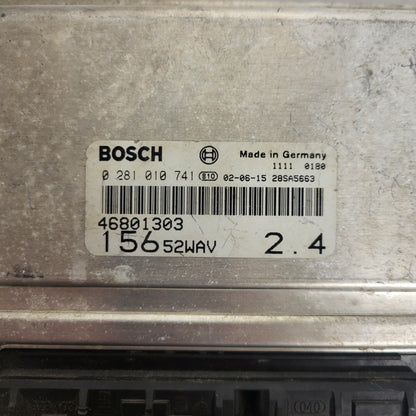 BOSCH Made in Germany
1111 0180
0 281 010 741 E10 02-06-15 28SA5663
46801303
156 52WAV 2.4